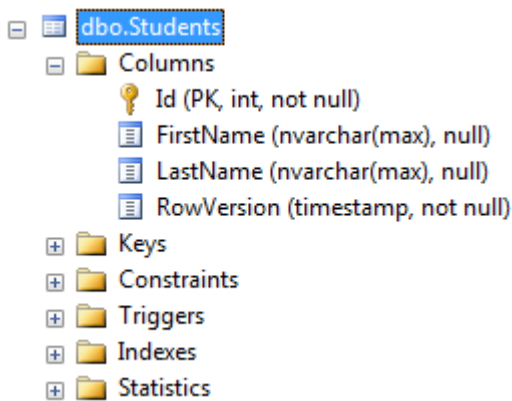 dbo.Students
Columns
Id (PK, int, not null)
FirstName (nvarchar(max), null)
LastName (nvarchar(max), null)
RowVersion (timestamp, not null)
Keys
Constraints
Triggers
Indexes
Statistics